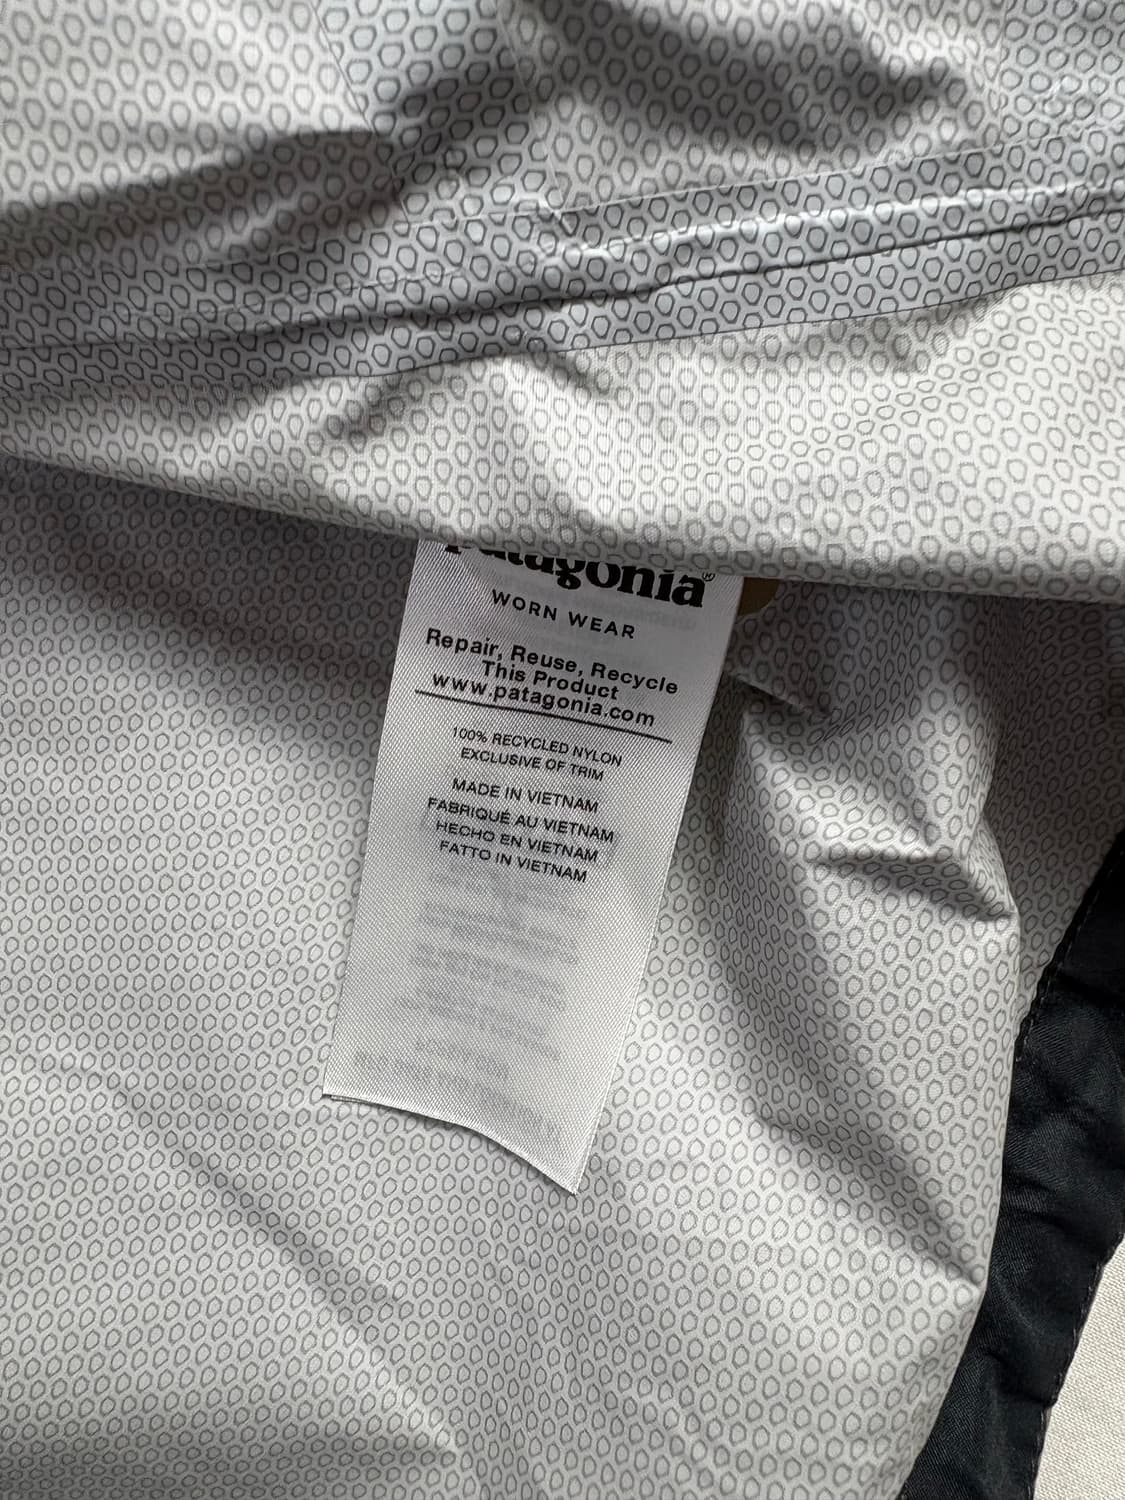 patagonia®
WORN WEAR
Repair, Reuse, Recycle
This Product
www.patagonia.com
100% RECYCLED NYLON
EXCLUSIVE OF TRIM
MADE IN VIETNAM
FABRIQUÉ AU VIETNAM
HECHO EN VIETNAM
FATTO IN VIETNAM